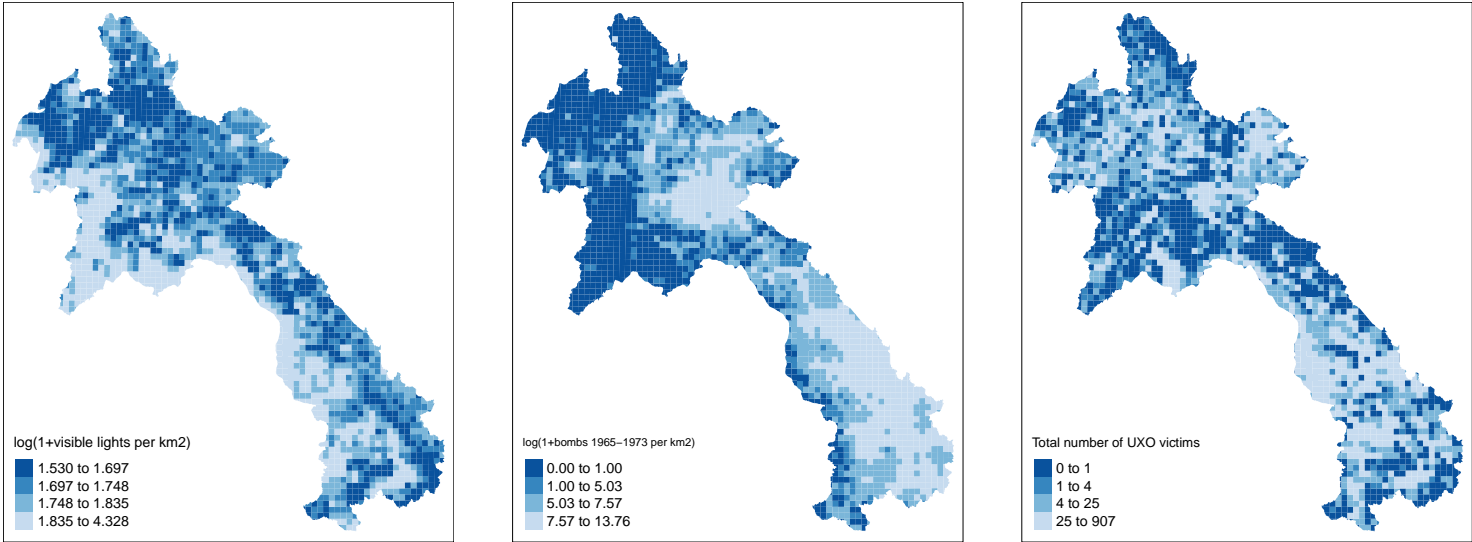 log(1+visible lights per km2)
1.530 to 1.697
1.697 to 1.748
1.748 to 1.835
1.835 to 4.328
log(1+bombs 1965−1973 per km2)
0.00 to 1.00
1.00 to 5.03
5.03 to 7.57
7.57 to 13.76
Total number of UXO victims
0 to 1
1 to 4
4 to 25
25 to 907